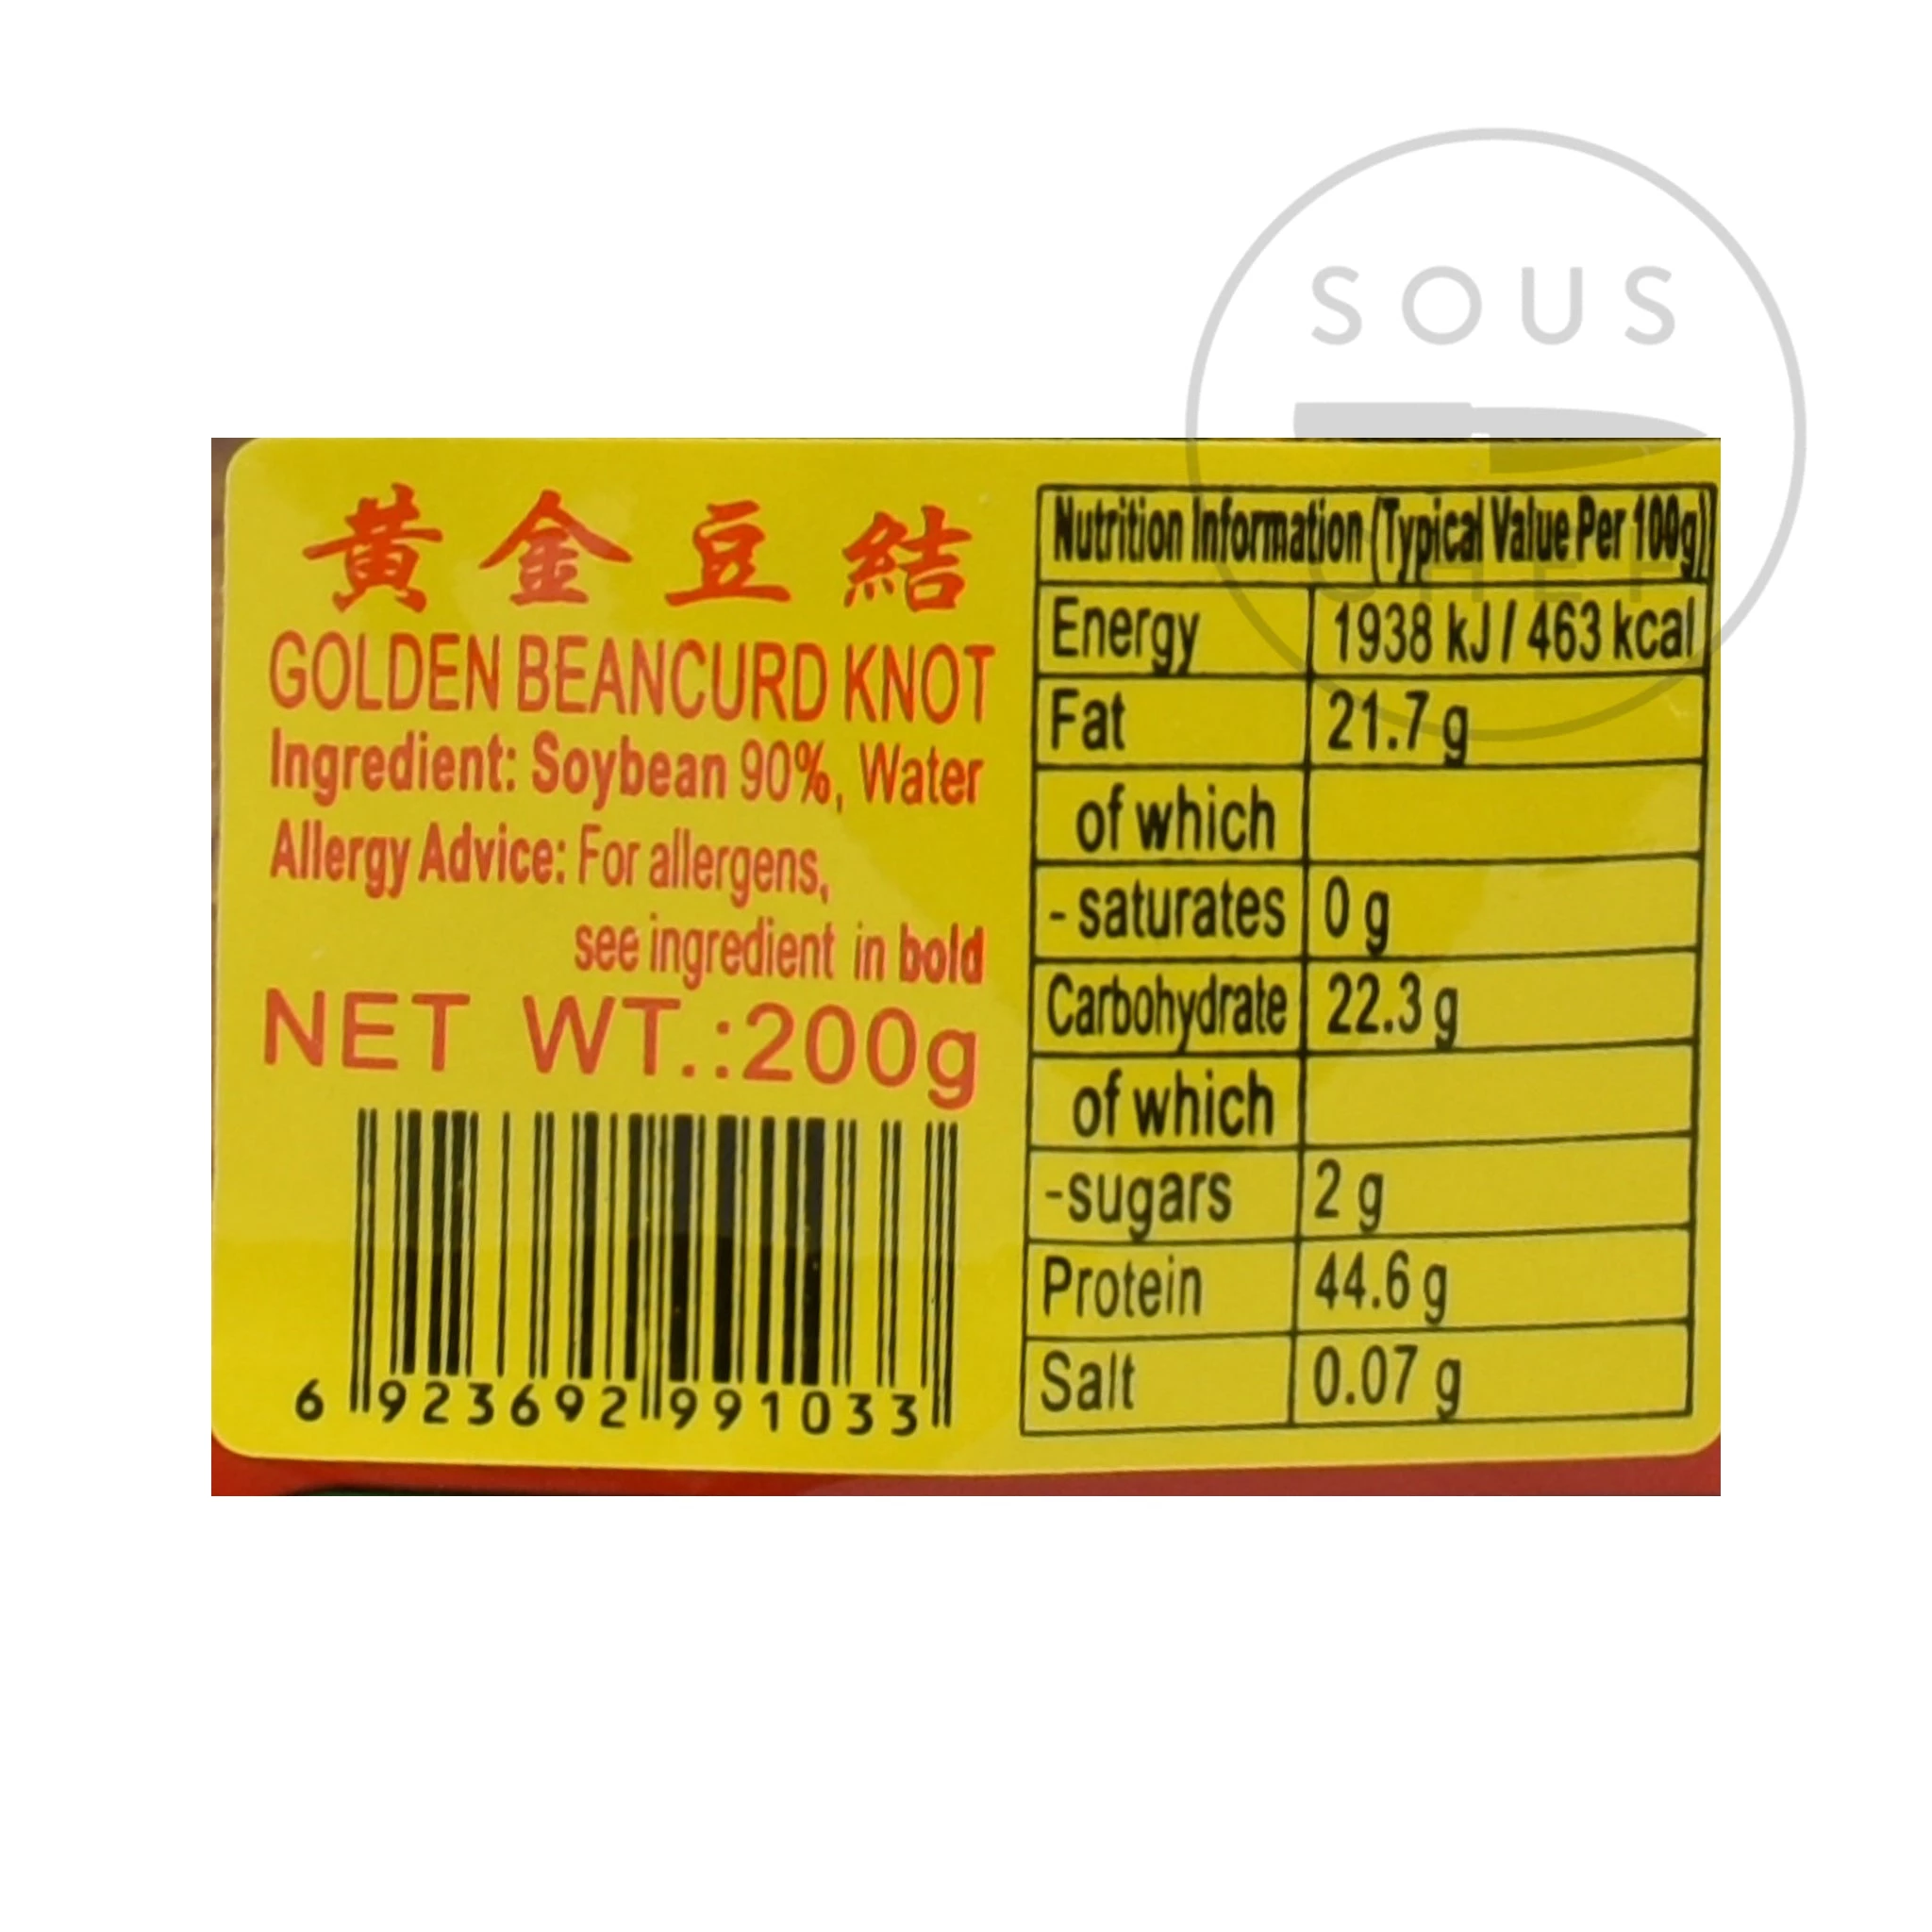 SOUS
CHEF
黃金豆結
GOLDEN BEANCURD KNOT
Ingredient: Soybean 90%, Water
Allergy Advice: For allergens,
see ingredient in bold
NET WT.:200g
6 923692 991033
Nutrition Information (Typical Value Per 100g)
Energy 1938 kJ / 463 kcal
Fat 21.7 g
of which
- saturates 0 g
Carbohydrate 22.3 g
of which
-sugars 2 g
Protein 44.6 g
Salt 0.07 g